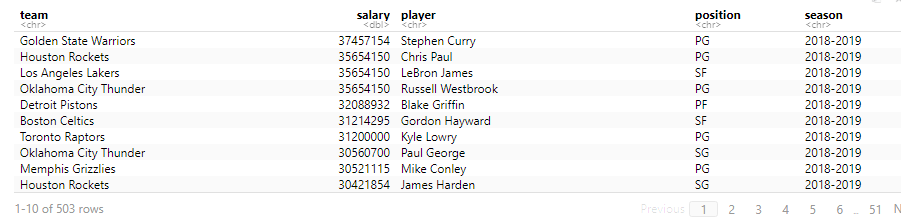 team salary player position season
<chr> <dbl> <chr> <chr> <chr>
Golden State Warriors 37457154 Stephen Curry PG 2018-2019
Houston Rockets 35654150 Chris Paul PG 2018-2019
Los Angeles Lakers 35654150 LeBron James SF 2018-2019
Oklahoma City Thunder 35654150 Russell Westbrook PG 2018-2019
Detroit Pistons 32088932 Blake Griffin PF 2018-2019
Boston Celtics 31214295 Gordon Hayward SF 2018-2019
Toronto Raptors 31200000 Kyle Lowry PG 2018-2019
Oklahoma City Thunder 30560700 Paul George SG 2018-2019
Memphis Grizzlies 30521115 Mike Conley PG 2018-2019
Houston Rockets 30421854 James Harden SG 2018-2019
1-10 of 503 rows Previous 1 2 3 4 5 6 ... 51 N